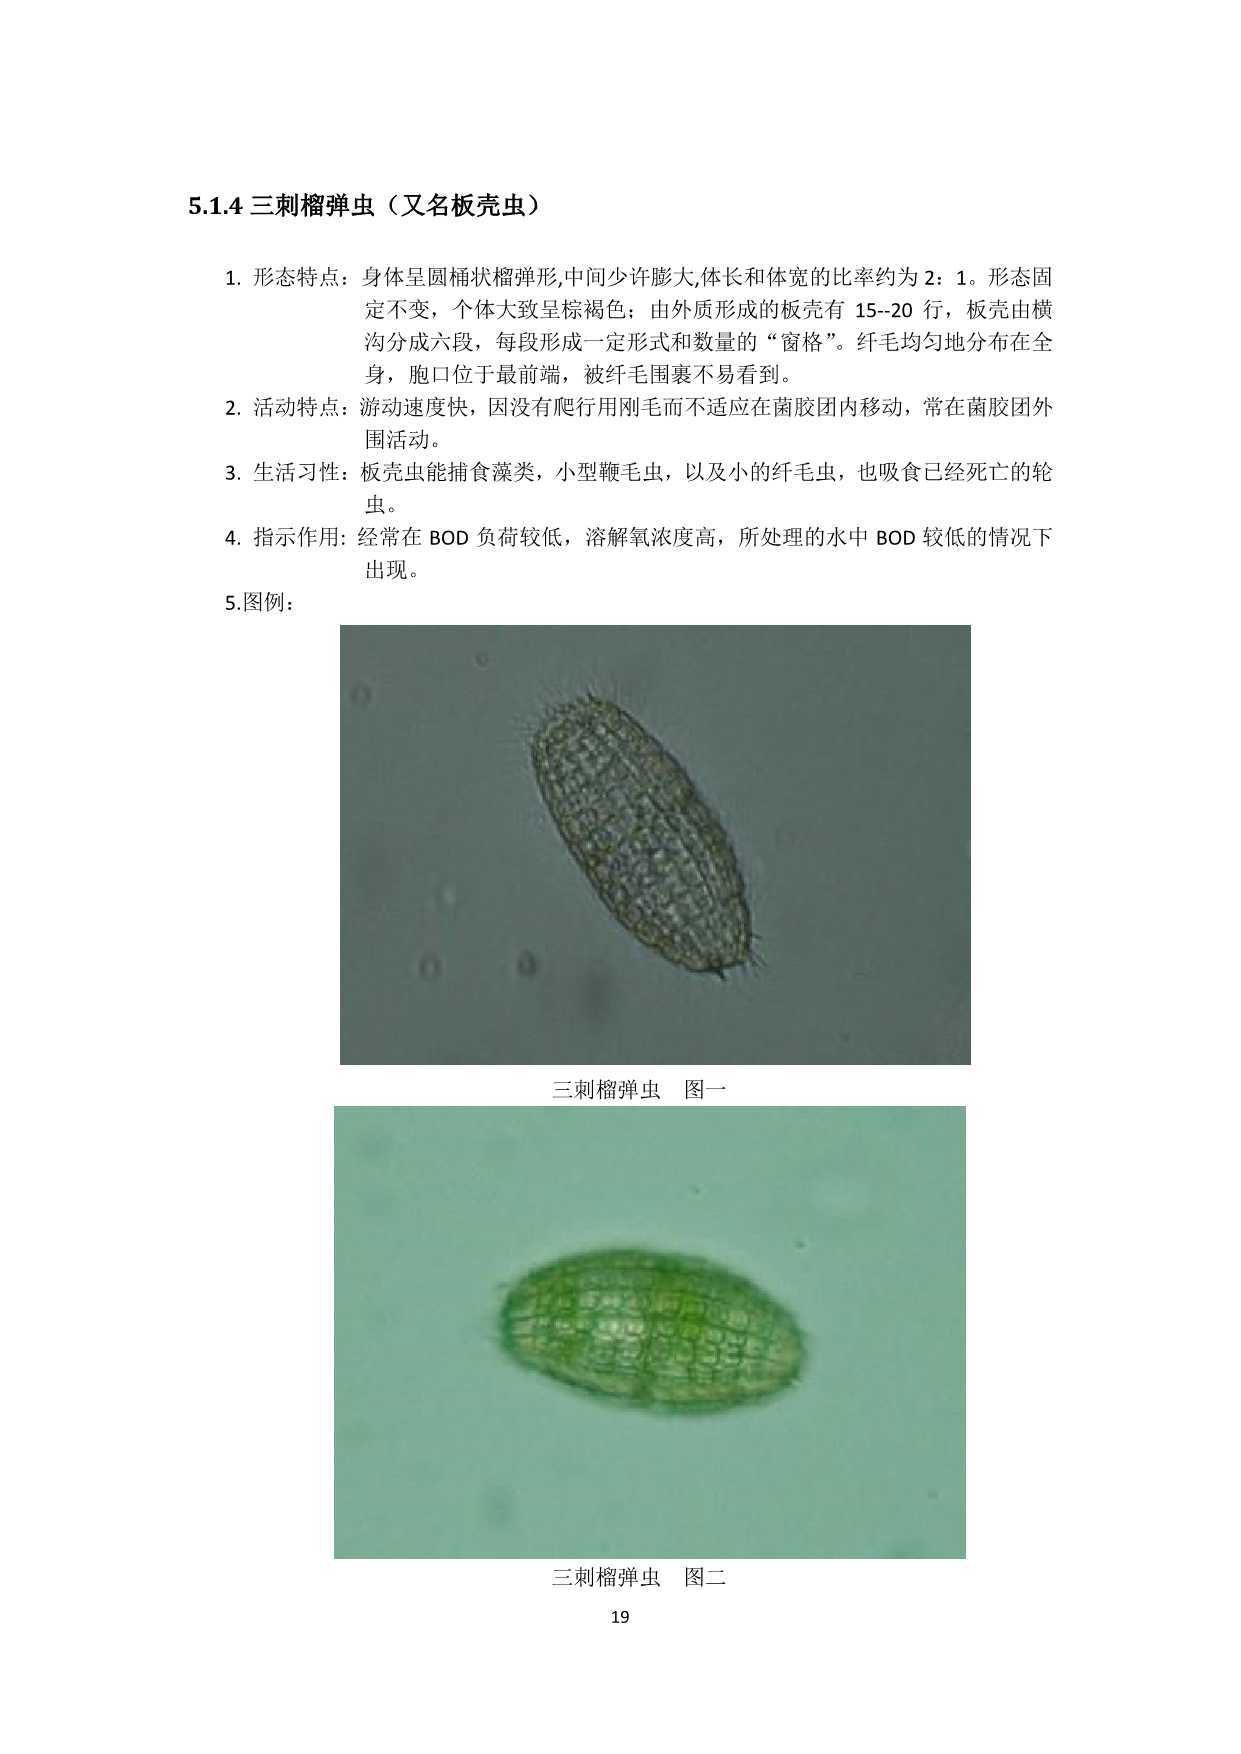 5.1.4 三刺榴弹虫（又名板壳虫）
1. 形态特点：身体呈圆桶状榴弹形,中间少许膨大,体长和体宽的比率约为 2：1。形态固
定不变，个体大致呈棕褐色；由外质形成的板壳有 15--20 行，板壳由横
沟分成六段，每段形成一定形式和数量的“窗格”。纤毛均匀地分布在全
身，胞口位于最前端，被纤毛围裹不易看到。
2. 活动特点：游动速度快，因没有爬行用刚毛而不适应在菌胶团内移动，常在菌胶团外
围活动。
3. 生活习性：板壳虫能捕食藻类，小型鞭毛虫，以及小的纤毛虫，也吸食已经死亡的轮
虫。
4. 指示作用: 经常在 BOD 负荷较低，溶解氧浓度高，所处理的水中 BOD 较低的情况下
出现。
5.图例：
三刺榴弹虫 图一
三刺榴弹虫 图二
19